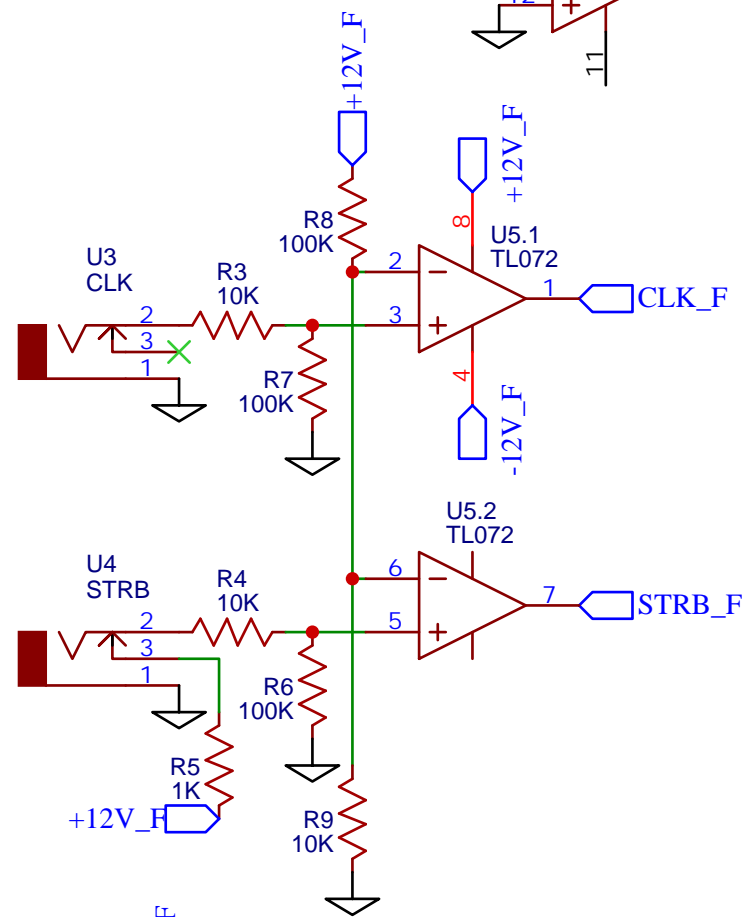 12
+
11
+12V_F
+12V_F
R8
100K
8
U5.1
TL072
U3
CLK
R3
10K
2
−
1
CLK_F
2
3
+
3
1
R7
100K
4
-12V_F
U5.2
TL072
U4
STRB
R4
10K
6
−
7
STRB_F
2
5
+
3
1
R6
100K
R5
1K
+12V_F
R9
10K
F